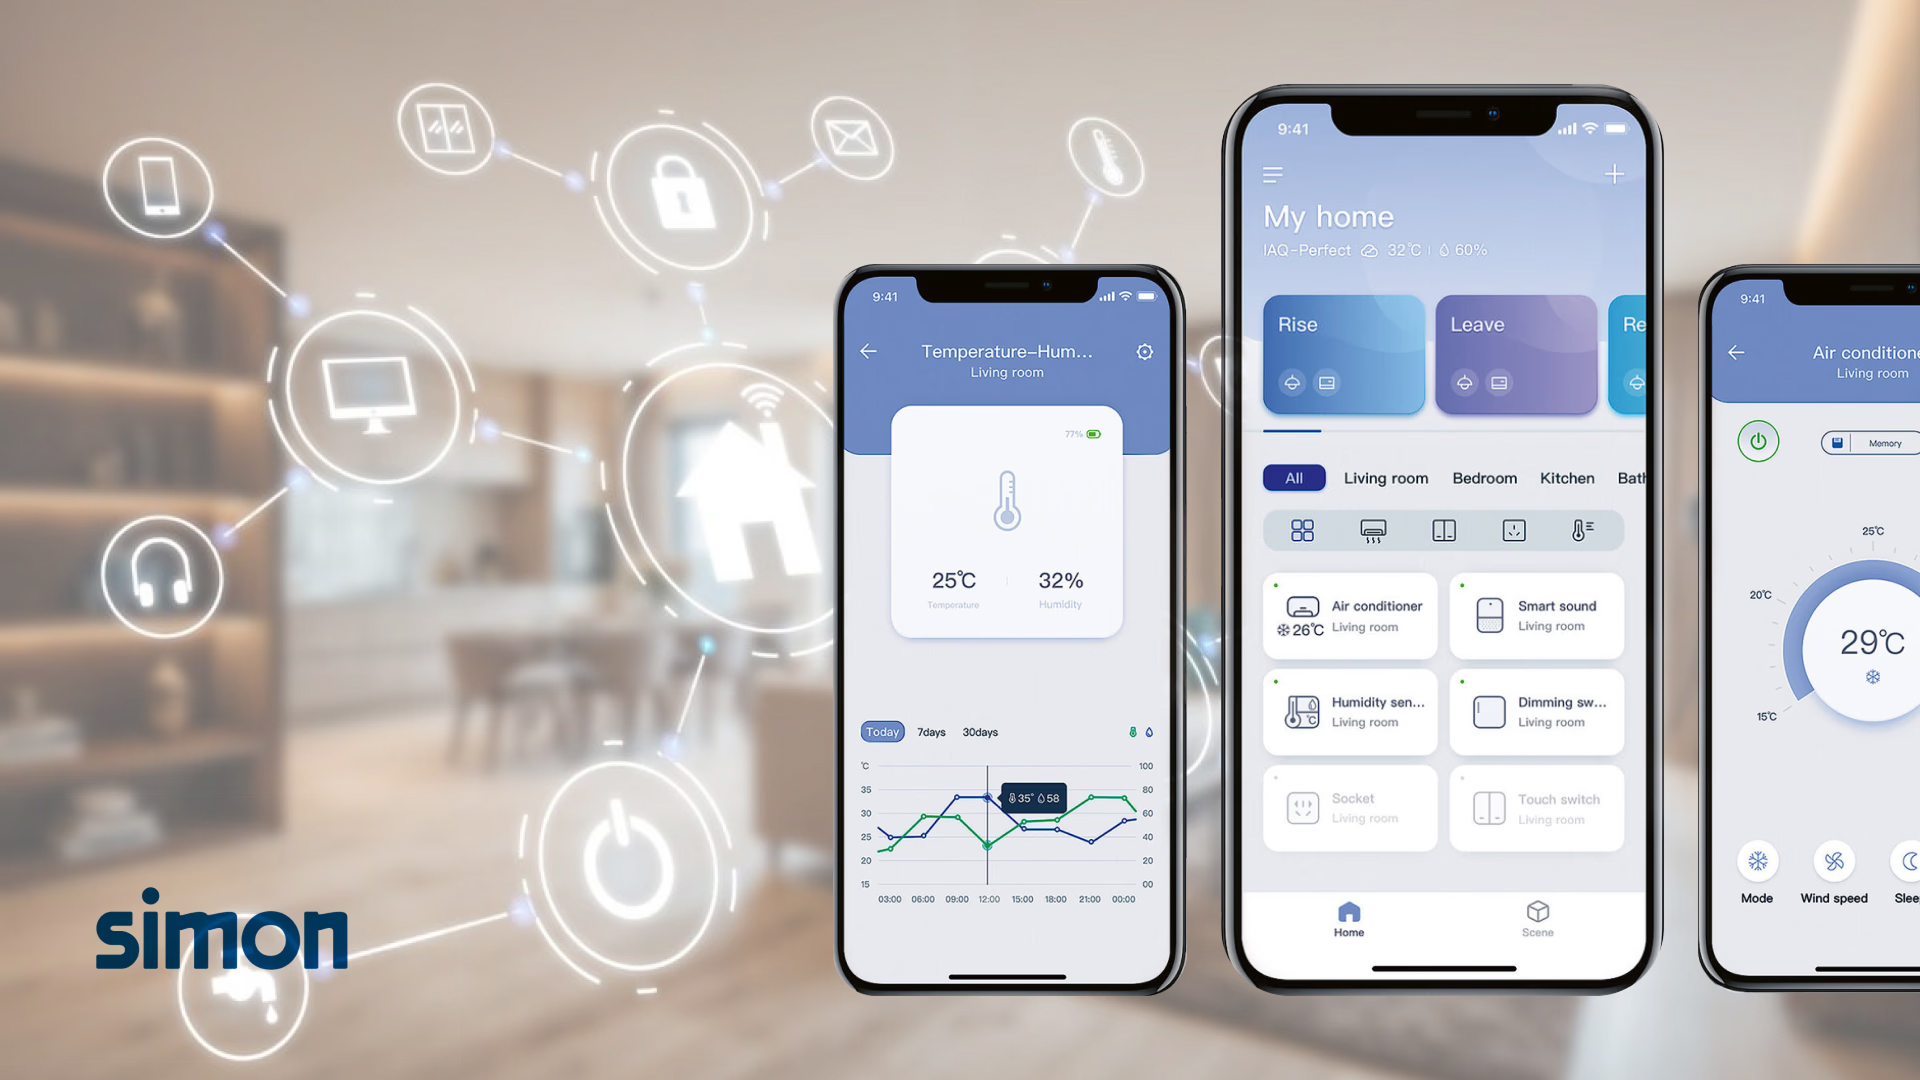 simon
9:41
Temperature-Hum...
Living room
77%
25℃
32%
Temperature
Humidity
Today 7days 30days
℃
100
35
80
30
60
25
40
20
20
15
00
35° 58
03:00 06:00 09:00 12:00 15:00 18:00 21:00 00:00
9:41
My home
IAQ-Perfect 32℃ | 60%
Rise
Leave
Re
All Living room Bedroom Kitchen Bath
Air conditioner
26℃ Living room
Smart sound
Living room
Humidity sen...
℃ Living room
Dimming sw...
Living room
Socket
Living room
Touch switch
Living room
Home
Scene
9:41
Air conditione
Living room
Memory
25℃
20℃
29℃
15℃
Mode
Wind speed
Slee